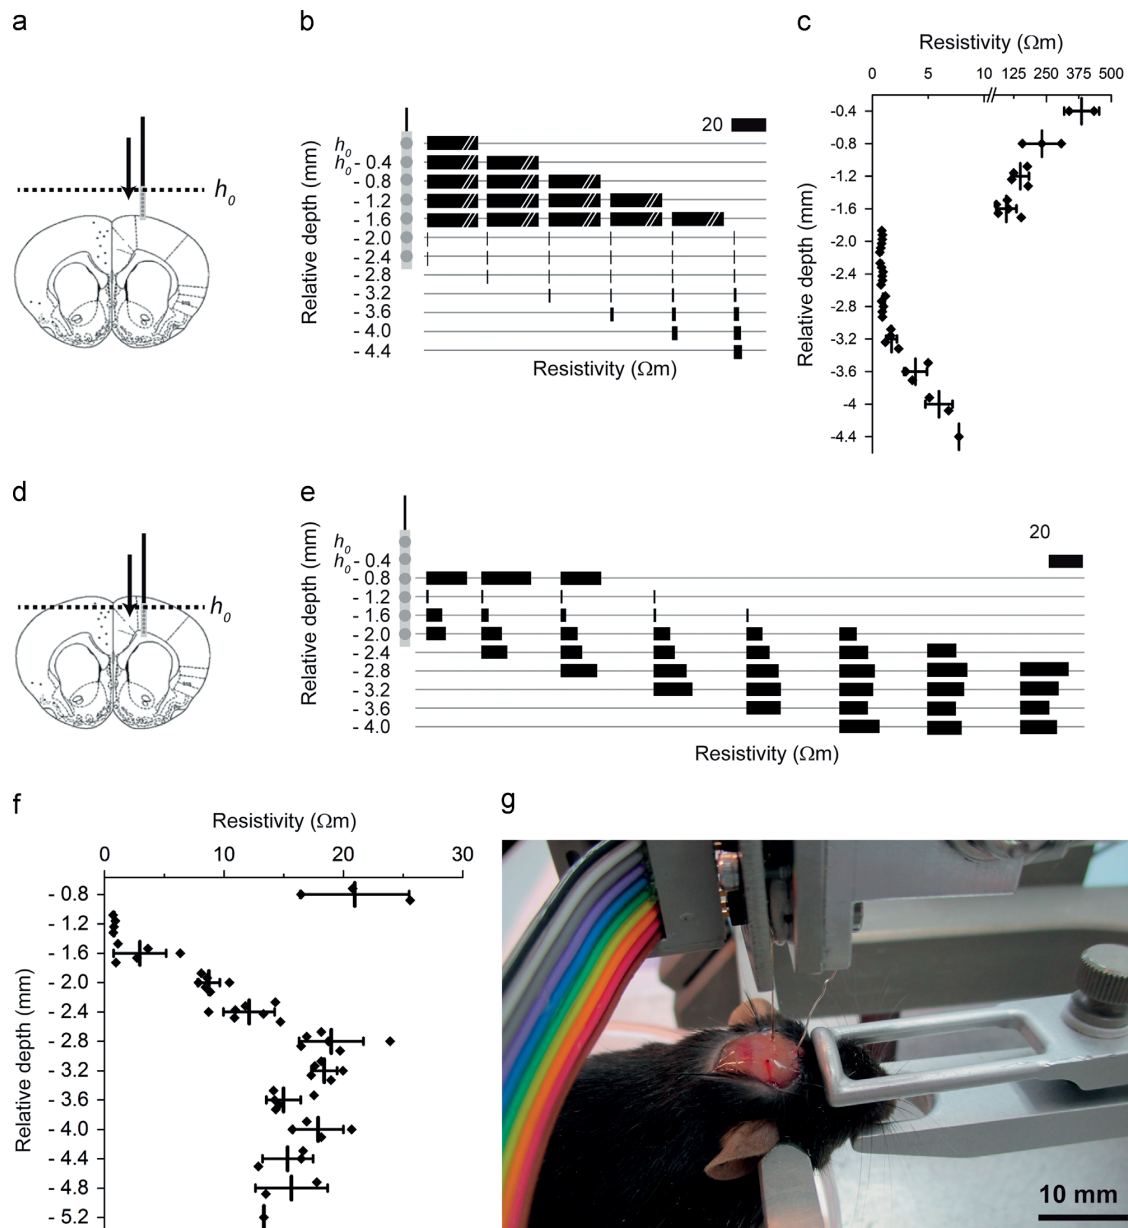 a
h0
b
Relative depth (mm)
20
h0
h0 - 0.4
- 0.8
- 1.2
- 1.6
- 2.0
- 2.4
- 2.8
- 3.2
- 3.6
- 4.0
- 4.4
Resistivity (Ωm)
c
Resistivity (Ωm)
0 5 10 125 250 375 500
Relative depth (mm)
-0.4
-0.8
-1.2
-1.6
-2.0
-2.4
-2.8
-3.2
-3.6
-4
-4.4
d
h0
e
Relative depth (mm)
20
h0
h0 - 0.4
- 0.8
- 1.2
- 1.6
- 2.0
- 2.4
- 2.8
- 3.2
- 3.6
- 4.0
Resistivity (Ωm)
f
Resistivity (Ωm)
0 10 20 30
Relative depth (mm)
- 0.8
- 1.2
- 1.6
- 2.0
- 2.4
- 2.8
- 3.2
- 3.6
- 4.0
- 4.4
- 4.8
- 5.2
g
10 mm